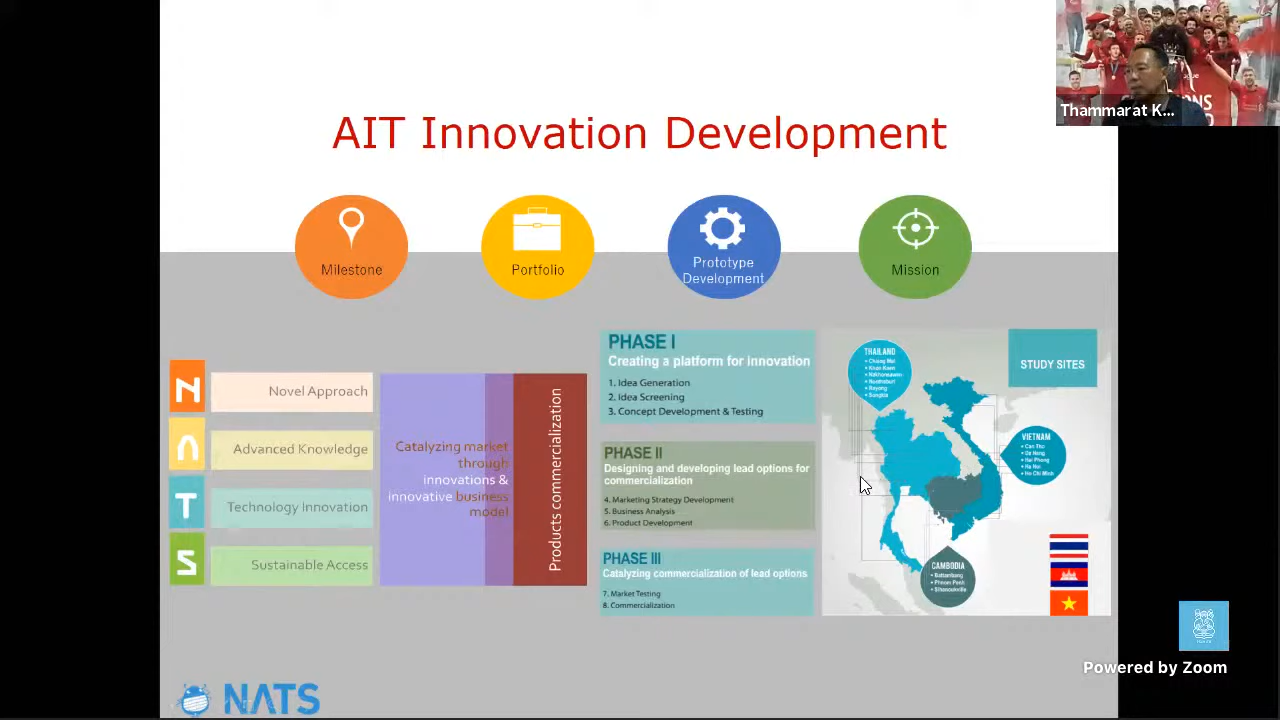 Thammarat K...
AIT Innovation Development
Milestone
Portfolio
Prototype
Development
Mission
N
Novel Approach
A
Advanced Knowledge
T
Technology Innovation
S
Sustainable Access
Catalyzing market
through
innovations &
innovative business
model
Products commercialization
PHASE I
Creating a platform for innovation
1. Idea Generation
2. Idea Screening
3. Concept Development & Testing
PHASE II
Designing and developing lead options for
commercialization
4. Marketing Strategy Development
5. Business Analysis
6. Product Development
PHASE III
Catalyzing commercialization of lead options
7. Market Testing
8. Commercialization
STUDY SITES
THAILAND
• Chiang Mai
• Khon Kaen
• Nakhonsawan
• Nonthaburi
• Rayong
• Songkla
VIETNAM
• Can Tho
• Da Nang
• Hai Phong
• Ha Noi
• Ho Chi Minh
CAMBODIA
• Battambang
• Phnom Penh
• Sihanoukville
NATS
Powered by Zoom